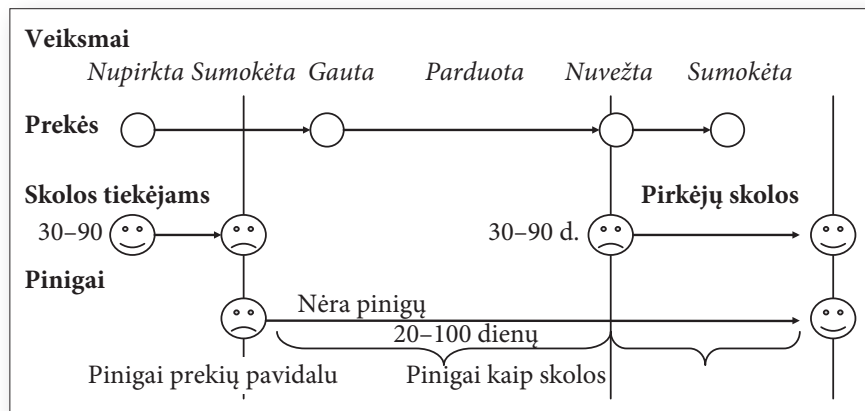 Veiksmai
Nupirkta Sumokėta Gauta Parduota Nuvežta Sumokėta
Prekės
Skolos tiekėjams Pirkėjų skolos
30–90 30–90 d.
Pinigai
Nėra pinigų
20–100 dienų
Pinigai prekių pavidalu Pinigai kaip skolos